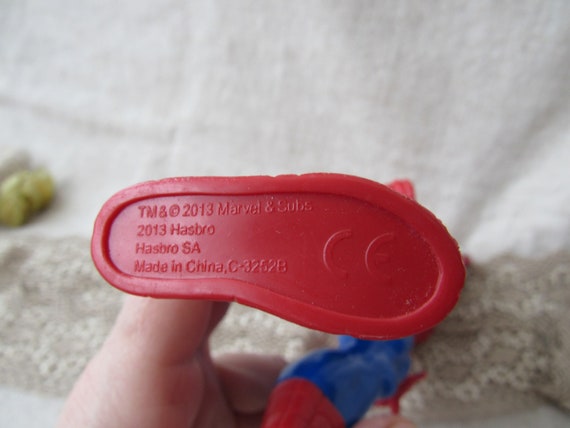 TM & © 2013 Marvel & Subs
2013 Hasbro
Hasbro SA
Made in China,C-3252B
CE